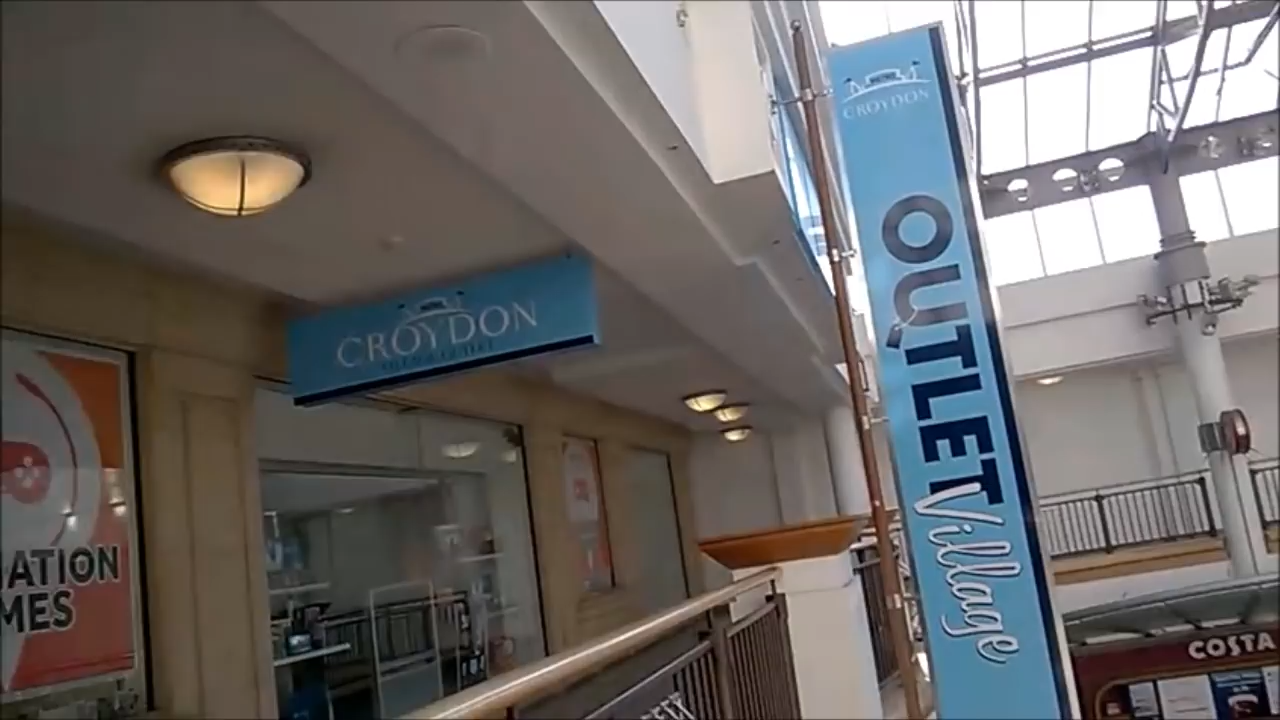 CROYDON
CROYDON
OUTLET
Village
ATION
MES
COSTA